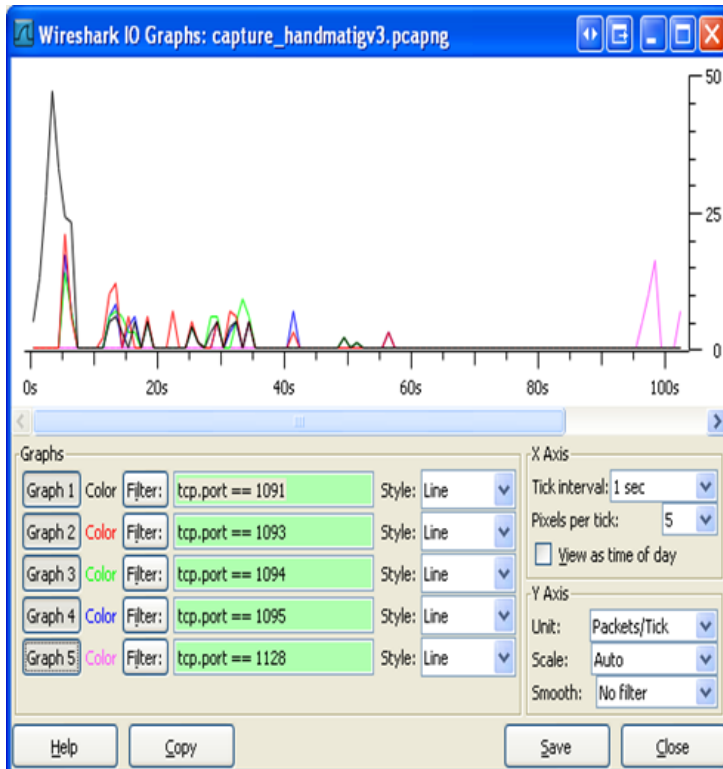 Wireshark IO Graphs: capture_handmatigv3.pcapng
50
25
0
0s 20s 40s 60s 80s 100s
Graphs
Graph 1 Color Filter: tcp.port == 1091 Style: Line
Graph 2 Color Filter: tcp.port == 1093 Style: Line
Graph 3 Color Filter: tcp.port == 1094 Style: Line
Graph 4 Color Filter: tcp.port == 1095 Style: Line
Graph 5 Color Filter: tcp.port == 1128 Style: Line
X Axis
Tick interval: 1 sec
Pixels per tick: 5
View as time of day
Y Axis
Unit: Packets/Tick
Scale: Auto
Smooth: No filter
Help Copy Save Close